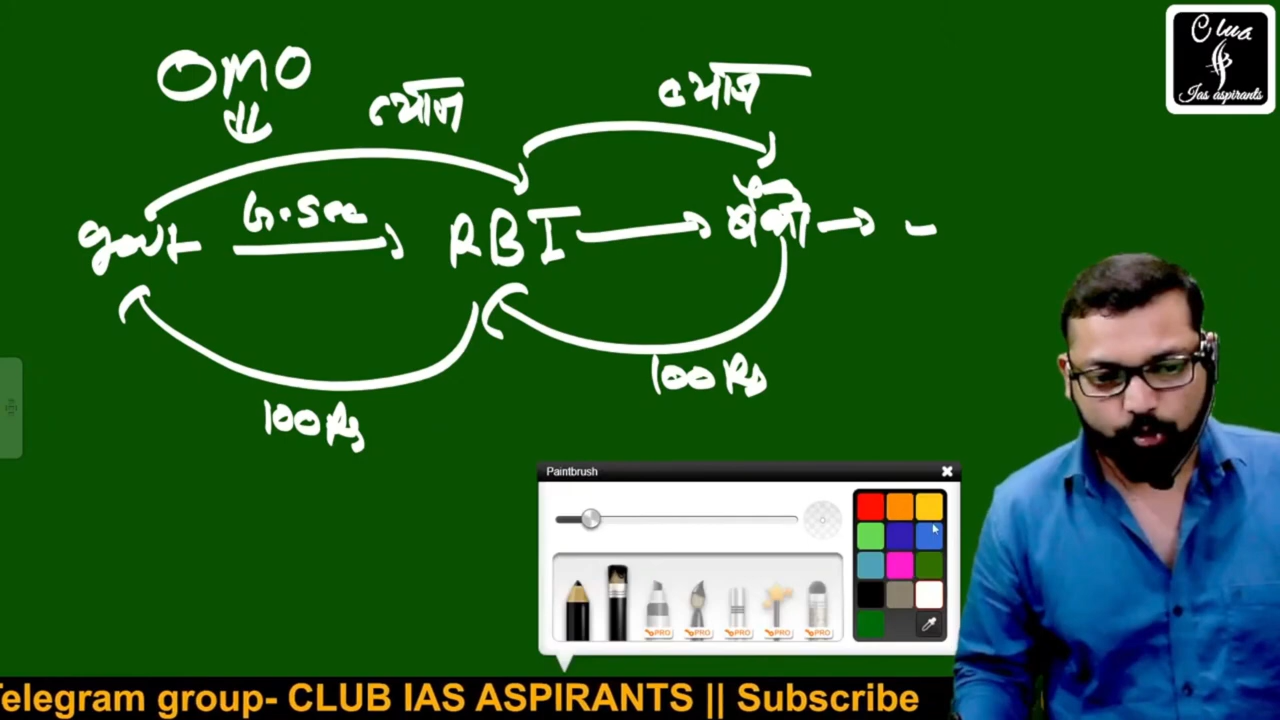 OMO
ब्याज
ब्याज
Govt
G.Sec
RBI
बैंको
100 Rs
100 Rs
Paintbrush
PRO
PRO
PRO
PRO
PRO
Club
Ias aspirants
Telegram group- CLUB IAS ASPIRANTS || Subscribe